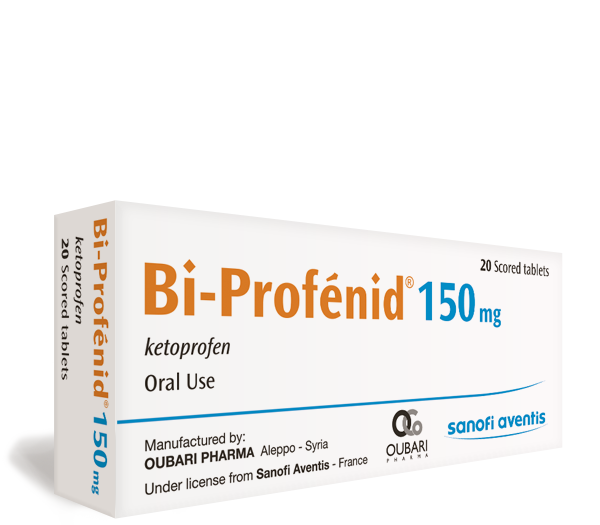 20 Scored tablets
Bi-Profénid® 150 mg
ketoprofen
Oral Use
Manufactured by:
OUBARI PHARMA Aleppo - Syria
Under license from Sanofi Aventis - France
OUBARI
PHARMA
sanofi aventis
Bi-Profénid® 150 mg
ketoprofen
20 Scored tablets